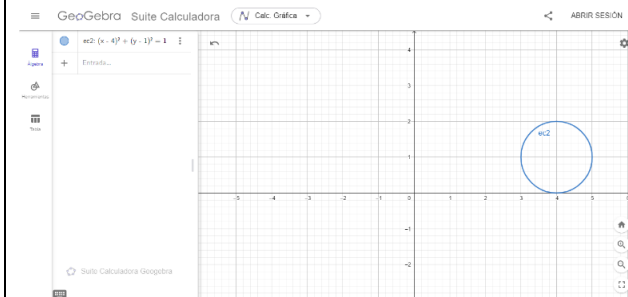 GeoGebra Suite Calculadora
Calc. Gráfica
ABRIR SESIÓN
ec2: (x - 4)² + (y - 1)² = 1
Entrada...
Álgebra
Herramientas
Tabla
Suite Calculadora Geogebra
ec2
4
3
2
1
-5 -4 -3 -2 -1 0 1 2 3 4 5
-1
-2